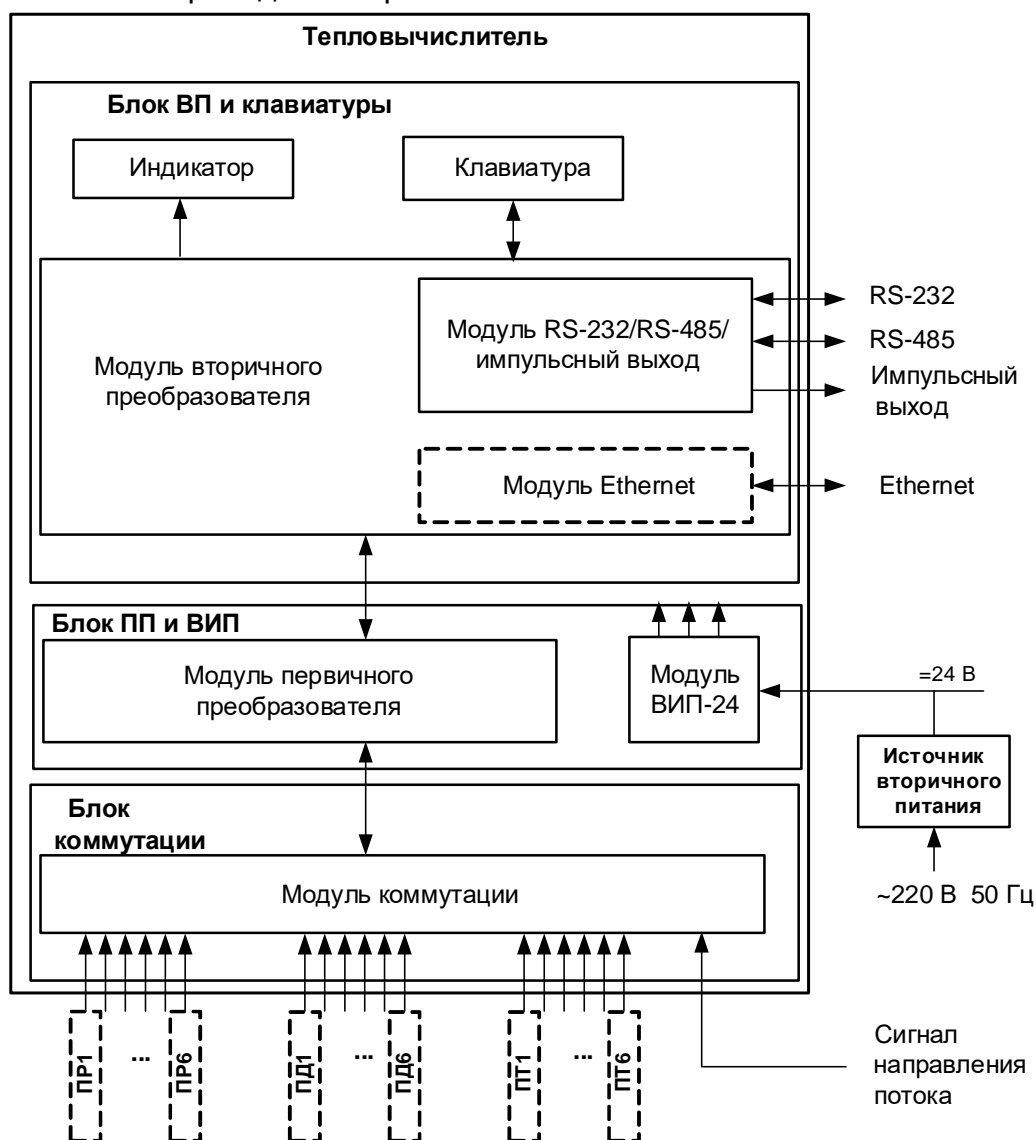 Тепловычислитель
Блок ВП и клавиатуры
Индикатор
Клавиатура
Модуль вторичного
преобразователя
Модуль RS-232/RS-485/
импульсный выход
Модуль Ethernet
RS-232
RS-485
Импульсный
выход
Ethernet
Блок ПП и ВИП
Модуль первичного
преобразователя
Модуль
ВИП-24
=24 В
Источник
вторичного
питания
~220 В 50 Гц
Блок
коммутации
Модуль коммутации
ПР1
...
ПР6
ПД1
...
ПД6
ПТ1
...
ПТ6
Сигнал
направления
потока